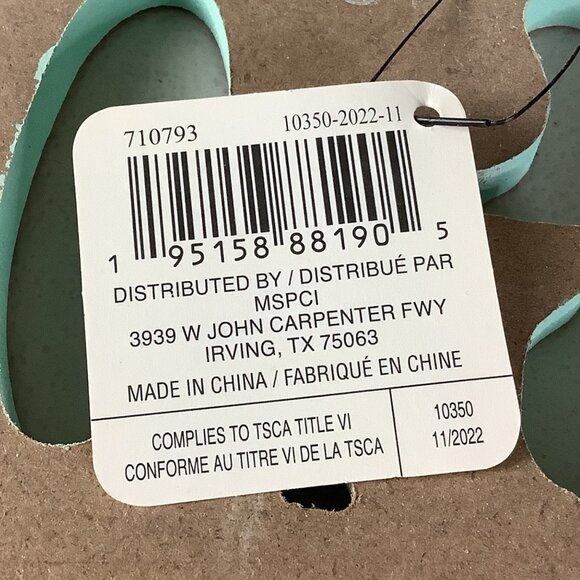 710793 10350-2022-11
1 95158 88190 5
DISTRIBUTED BY / DISTRIBUÉ PAR
MSPCI
3939 W JOHN CARPENTER FWY
IRVING, TX 75063
MADE IN CHINA / FABRIQUÉ EN CHINE
COMPLIES TO TSCA TITLE VI
CONFORME AU TITRE VI DE LA TSCA
10350
11/2022